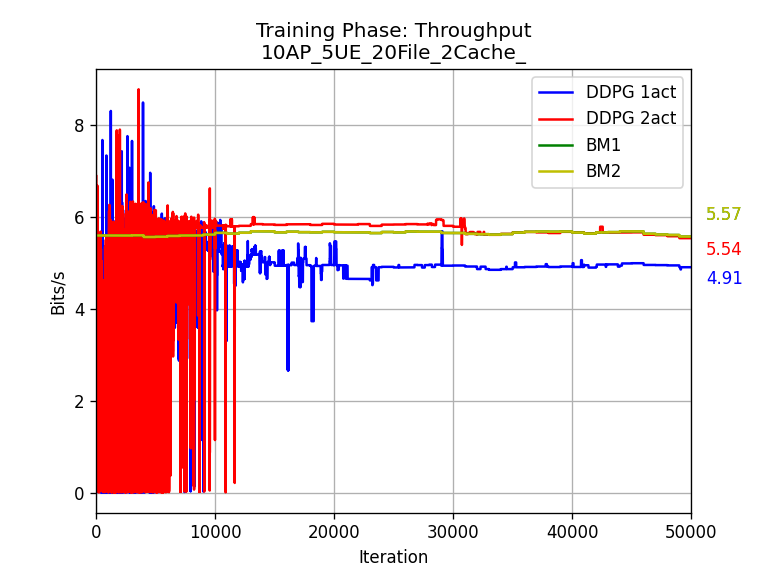 Training Phase: Throughput
10AP_5UE_20File_2Cache_
DDPG 1act
DDPG 2act
BM1
BM2
8
6
4
2
0
Bits/s
5.57
5.54
4.91
0
10000
20000
30000
40000
50000
Iteration